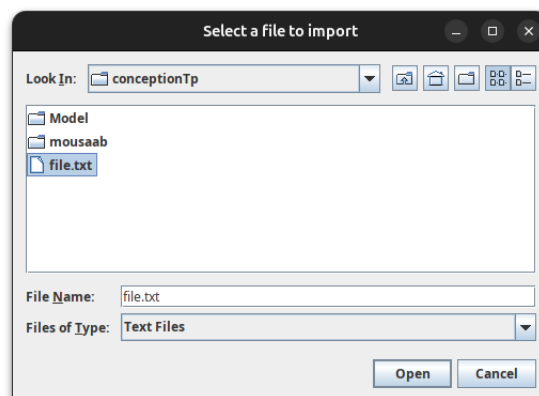 Select a file to import
Look In: conceptionTp
Model
mousaab
file.txt
File Name: file.txt
Files of Type: Text Files
Open Cancel